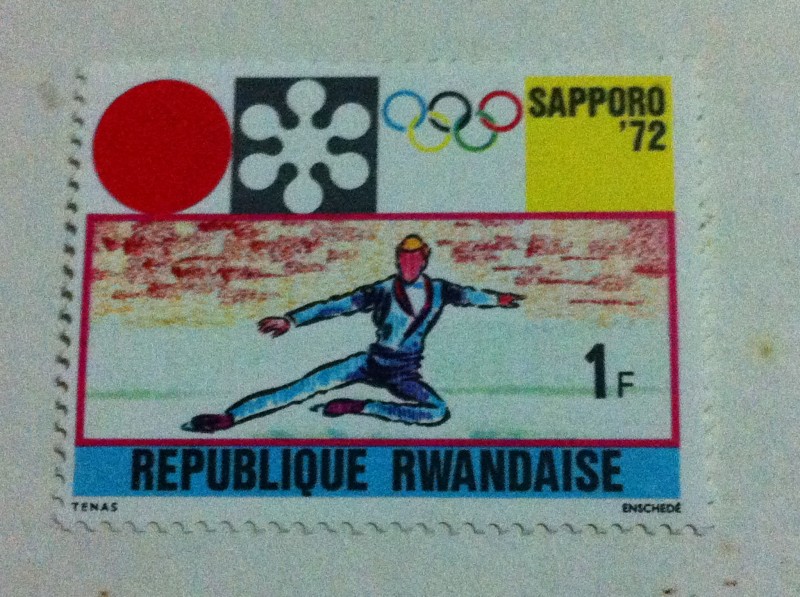 SAPPORO
'72
1F
REPUBLIQUE RWANDAISE
TENAS
ENSCHEDÉ